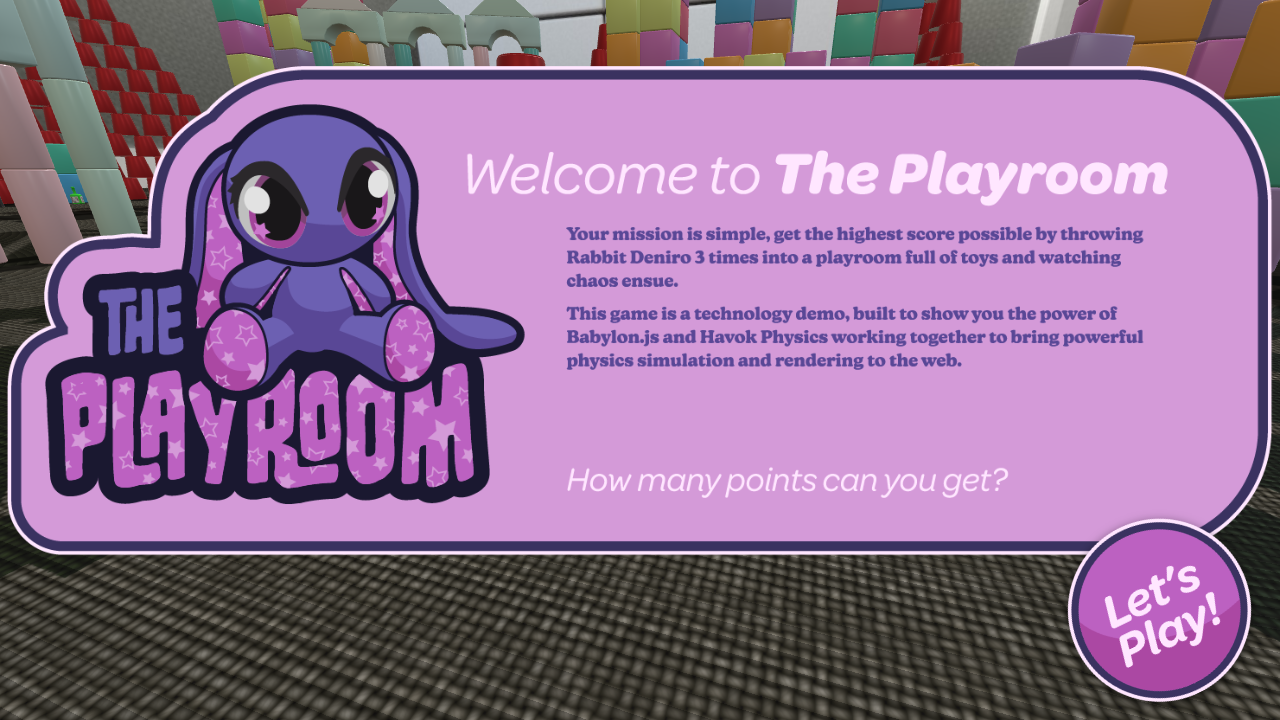 THE
PLAYROOM
Welcome to The Playroom
Your mission is simple, get the highest score possible by throwing
Rabbit Deniro 3 times into a playroom full of toys and watching
chaos ensue.
This game is a technology demo, built to show you the power of
Babylon.js and Havok Physics working together to bring powerful
physics simulation and rendering to the web.
How many points can you get?
Let's
Play!